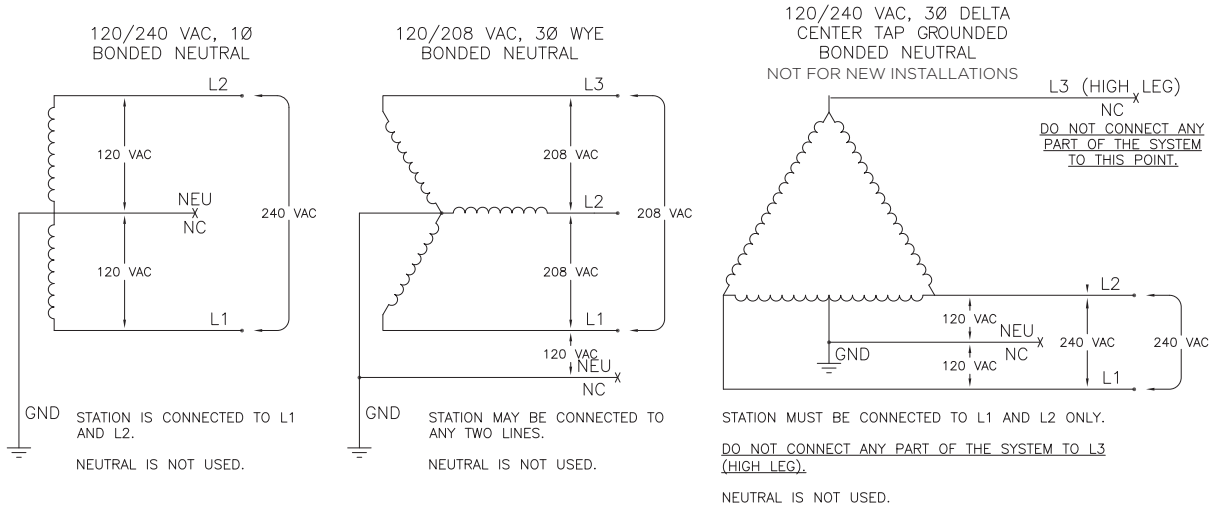 120/240 VAC, 1Ø
BONDED NEUTRAL
L2
120 VAC
NEU
NC
240 VAC
120 VAC
L1
GND
STATION IS CONNECTED TO L1
AND L2.
NEUTRAL IS NOT USED.
120/208 VAC, 3Ø WYE
BONDED NEUTRAL
L3
208 VAC
L2
208 VAC
208 VAC
L1
120 VAC
NEU
NC
GND
STATION MAY BE CONNECTED TO
ANY TWO LINES.
NEUTRAL IS NOT USED.
120/240 VAC, 3Ø DELTA
CENTER TAP GROUNDED
BONDED NEUTRAL
NOT FOR NEW INSTALLATIONS
L3 (HIGH LEG)
NC
DO NOT CONNECT ANY
PART OF THE SYSTEM
TO THIS POINT.
L2
120 VAC
NEU
NC
GND
120 VAC
240 VAC
240 VAC
L1
STATION MUST BE CONNECTED TO L1 AND L2 ONLY.
DO NOT CONNECT ANY PART OF THE SYSTEM TO L3
(HIGH LEG).
NEUTRAL IS NOT USED.